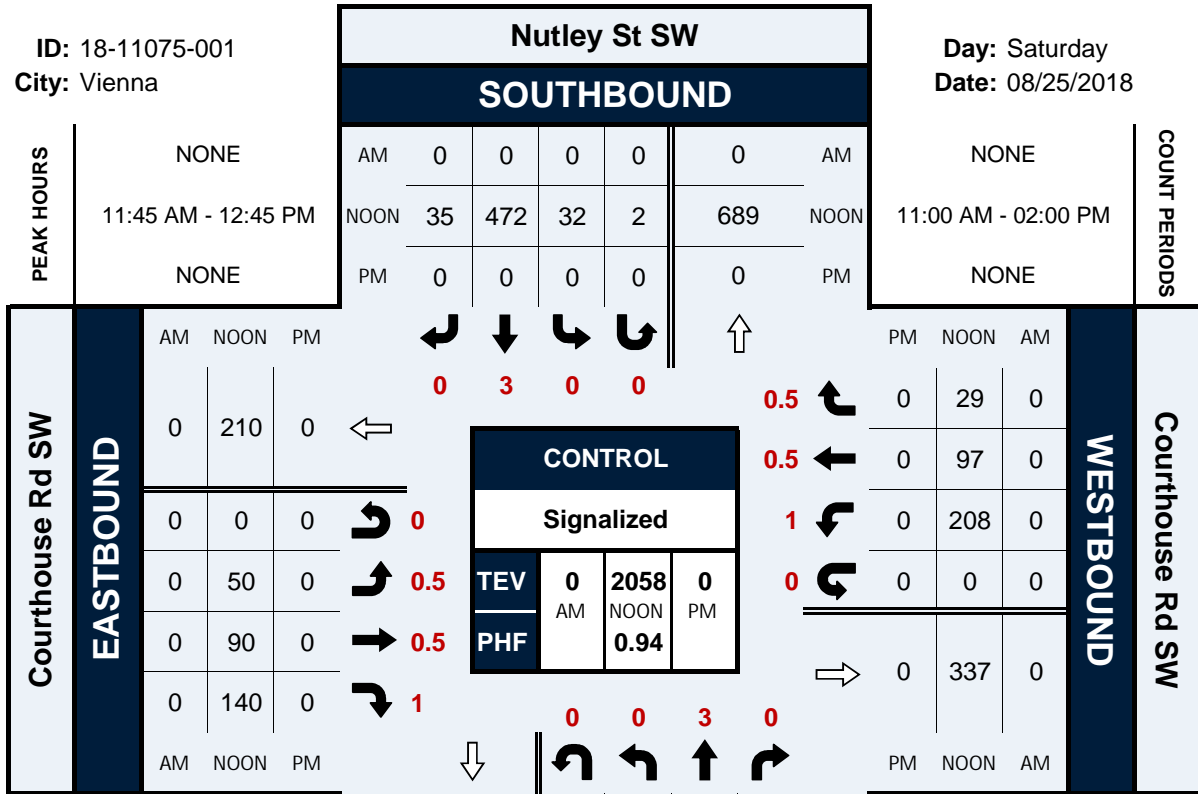 ID: 18-11075-001
City: Vienna
Nutley St SW
SOUTHBOUND
Day: Saturday
Date: 08/25/2018
PEAK HOURS
NONE
11:45 AM - 12:45 PM
NONE
AM 0 0 0 0 0 AM
NOON 35 472 32 2 689 NOON
PM 0 0 0 0 0 PM
NONE
11:00 AM - 02:00 PM
NONE
COUNT PERIODS
0 3 0 0
Courthouse Rd SW
EASTBOUND
AM NOON PM
0 210 0
0 0 0 0
0 50 0 0.5
0 90 0 0.5
0 140 0 1
AM NOON PM
CONTROL
Signalized
TEV 0 2058 0
AM NOON PM
PHF 0.94
PM NOON AM
0.5 0 29 0
0.5 0 97 0
1 0 208 0
0 0 0 0
0 337 0
PM NOON AM
WESTBOUND
Courthouse Rd SW
0 0 3 0